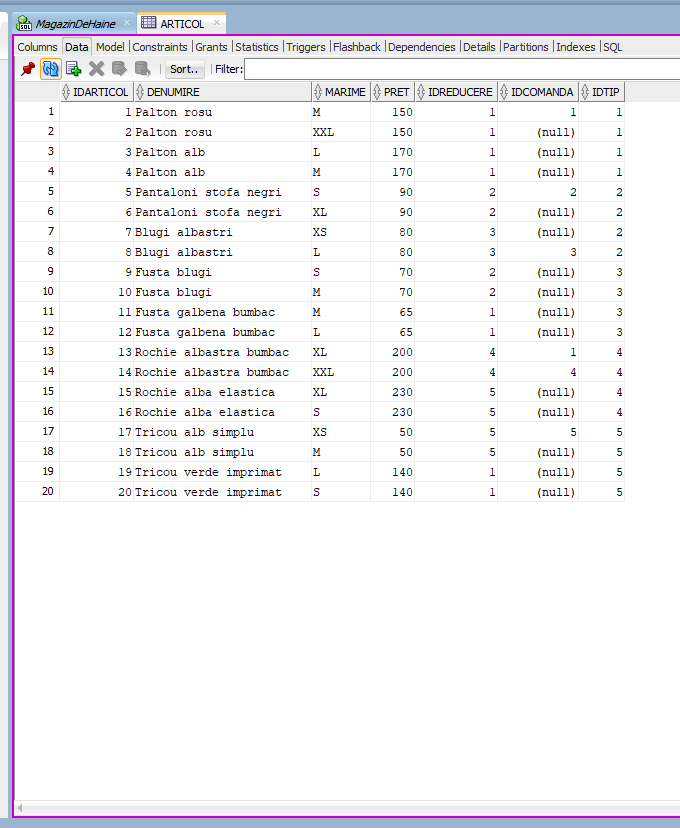 MagazinDeHaine ARTICOL
Columns Data Model Constraints Grants Statistics Triggers Flashback Dependencies Details Partitions Indexes SQL
Sort.. Filter:
IDARTICOL DENUMIRE MARIME PRET IDREDUCERE IDCOMANDA IDTIP
1 1 Palton rosu M 150 1 1 1
2 2 Palton rosu XXL 150 1 (null) 1
3 3 Palton alb L 170 1 (null) 1
4 4 Palton alb M 170 1 (null) 1
5 5 Pantaloni stofa negri S 90 2 2 2
6 6 Pantaloni stofa negri XL 90 2 (null) 2
7 7 Blugi albastri XS 80 3 (null) 2
8 8 Blugi albastri L 80 3 3 2
9 9 Fusta blugi S 70 2 (null) 3
10 10 Fusta blugi M 70 2 (null) 3
11 11 Fusta galbena bumbac M 65 1 (null) 3
12 12 Fusta galbena bumbac L 65 1 (null) 3
13 13 Rochie albastra bumbac XL 200 4 1 4
14 14 Rochie albastra bumbac XXL 200 4 4 4
15 15 Rochie alba elastica XL 230 5 (null) 4
16 16 Rochie alba elastica S 230 5 (null) 4
17 17 Tricou alb simplu XS 50 5 5 5
18 18 Tricou alb simplu M 50 5 (null) 5
19 19 Tricou verde imprimat L 140 1 (null) 5
20 20 Tricou verde imprimat S 140 1 (null) 5